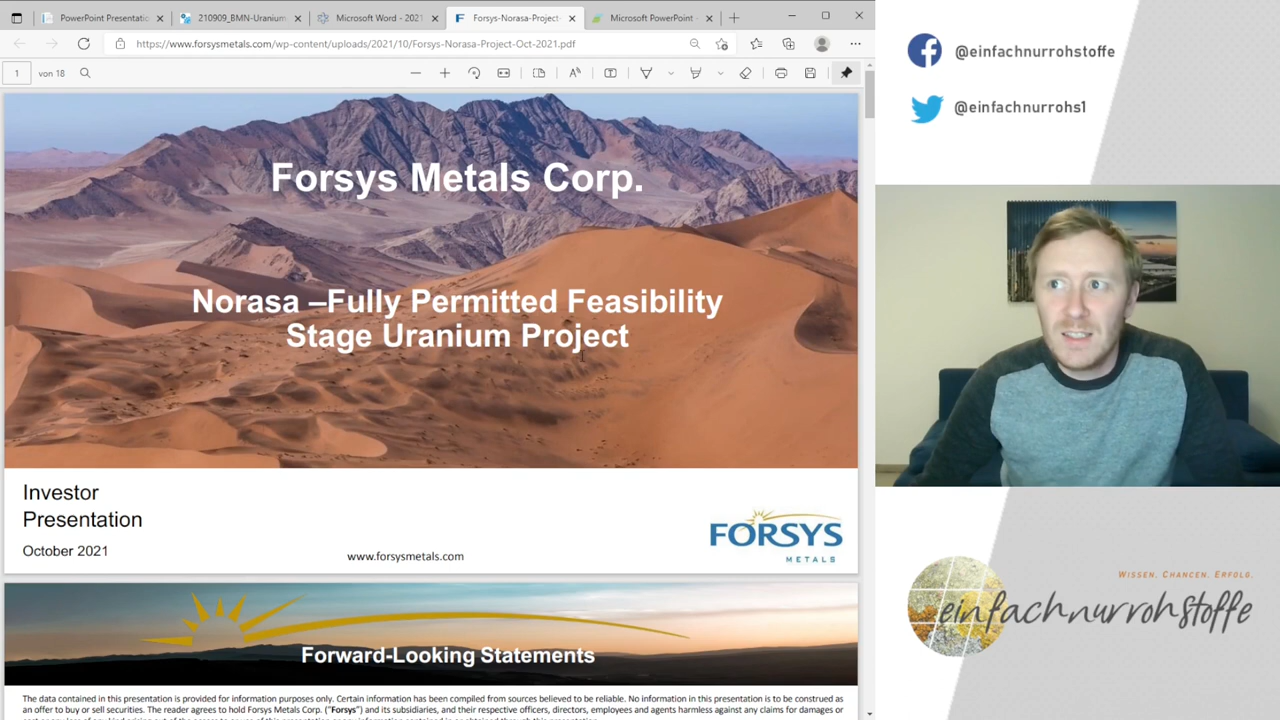 PowerPoint Presentatio
210909_BMN-Uranium
Microsoft Word - 2021
Forsys-Norasa-Project-
Microsoft PowerPoint -
https://www.forsysmetals.com/wp-content/uploads/2021/10/Forsys-Norasa-Project-Oct-2021.pdf
1 von 18
Forsys Metals Corp.
Norasa –Fully Permitted Feasibility
Stage Uranium Project
Investor
Presentation
October 2021
www.forsysmetals.com
FORSYS
METALS
Forward-Looking Statements
The data contained in this presentation is provided for information purposes only. Certain information has been compiled from sources believed to be reliable. No information in this presentation is to be construed as
an offer to buy or sell securities. The reader agrees to hold Forsys Metals Corp. ("Forsys") and its subsidiaries, and their respective officers, directors, employees and agents harmless against any claims for damages or
@einfachnurrohstoffe
@einfachnurrohs1
WISSEN. CHANCEN. ERFOLG.
einfachnurrohstoffe